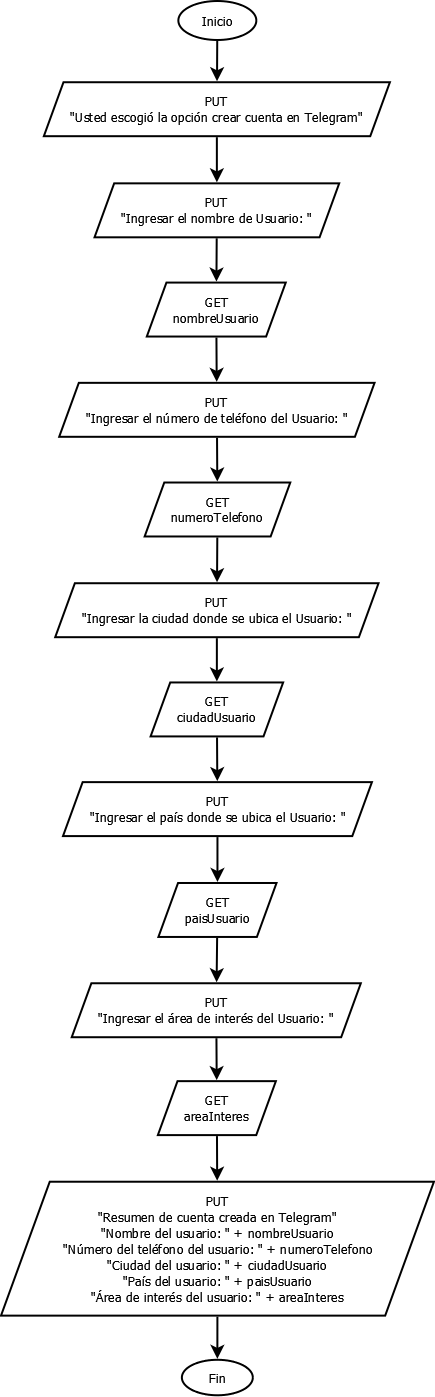 Inicio
PUT
"Usted escogió la opción crear cuenta en Telegram"
PUT
"Ingresar el nombre de Usuario: "
GET
nombreUsuario
PUT
"Ingresar el número de teléfono del Usuario: "
GET
numeroTelefono
PUT
"Ingresar la ciudad donde se ubica el Usuario: "
GET
ciudadUsuario
PUT
"Ingresar el país donde se ubica el Usuario: "
GET
paisUsuario
PUT
"Ingresar el área de interés del Usuario: "
GET
areaInteres
PUT
"Resumen de cuenta creada en Telegram"
"Nombre del usuario: " + nombreUsuario
"Número del teléfono del usuario: " + numeroTelefono
"Ciudad del usuario: " + ciudadUsuario
"País del usuario: " + paisUsuario
"Área de interés del usuario: " + areaInteres
Fin